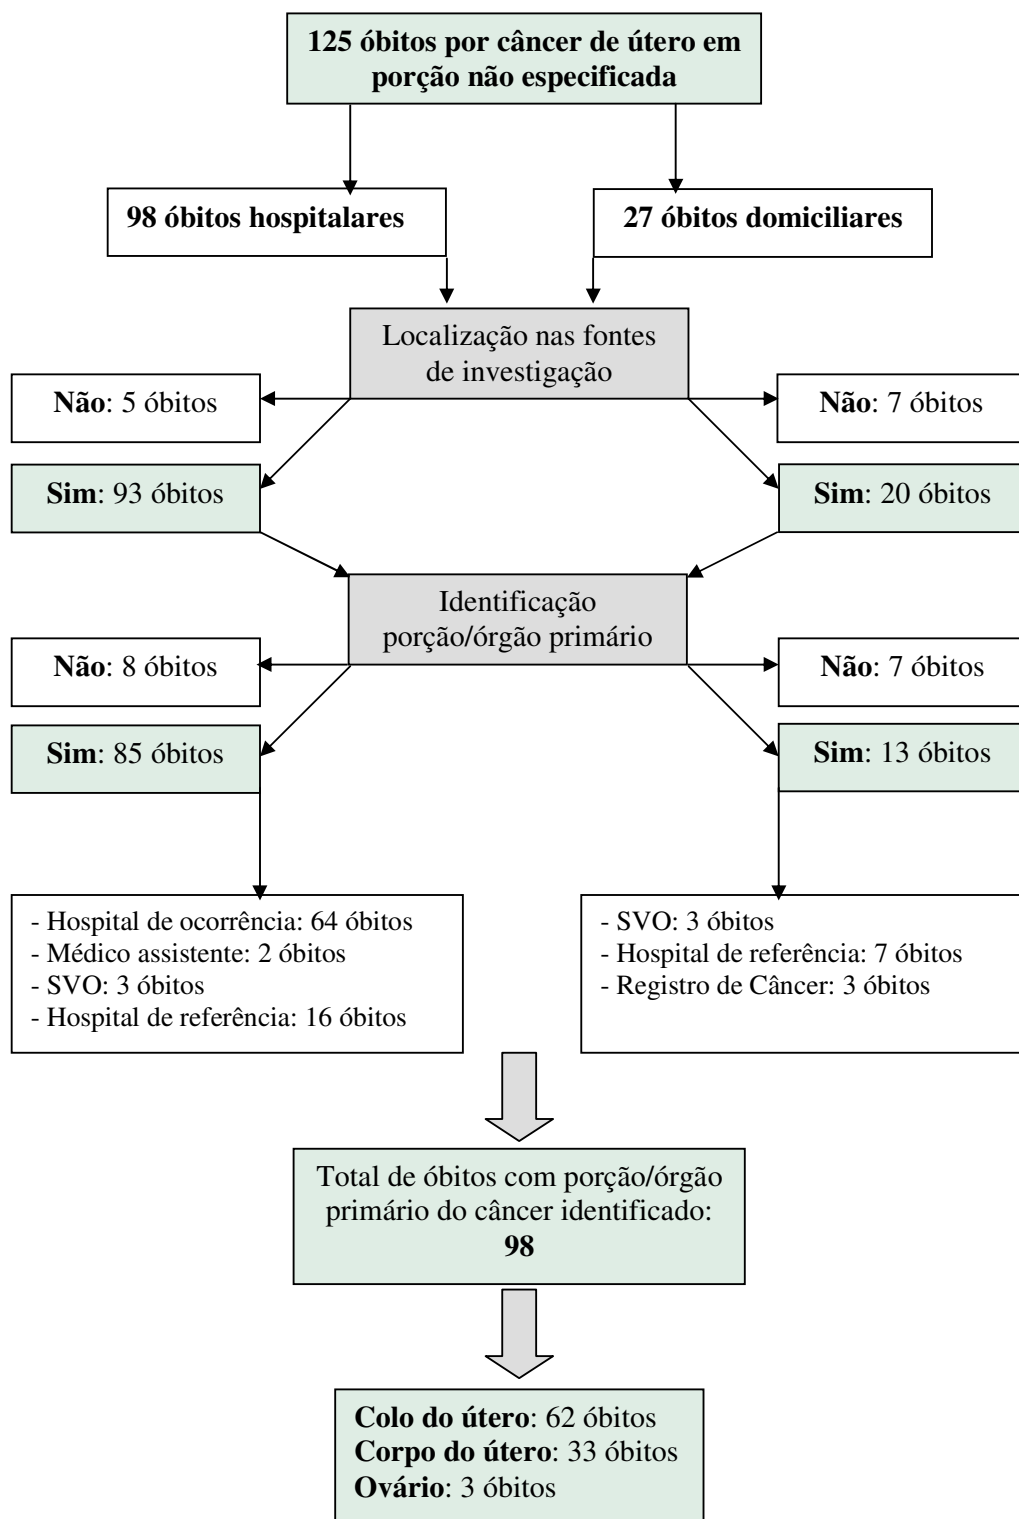 125 óbitos por câncer de útero em
porção não especificada
98 óbitos hospitalares
27 óbitos domiciliares
Localização nas fontes
de investigação
Não: 5 óbitos
Não: 7 óbitos
Sim: 93 óbitos
Sim: 20 óbitos
Identificação
porção/órgão primário
Não: 8 óbitos
Não: 7 óbitos
Sim: 85 óbitos
Sim: 13 óbitos
- Hospital de ocorrência: 64 óbitos
- Médico assistente: 2 óbitos
- SVO: 3 óbitos
- Hospital de referência: 16 óbitos
- SVO: 3 óbitos
- Hospital de referência: 7 óbitos
- Registro de Câncer: 3 óbitos
Total de óbitos com porção/órgão
primário do câncer identificado:
98
Colo do útero: 62 óbitos
Corpo do útero: 33 óbitos
Ovário: 3 óbitos